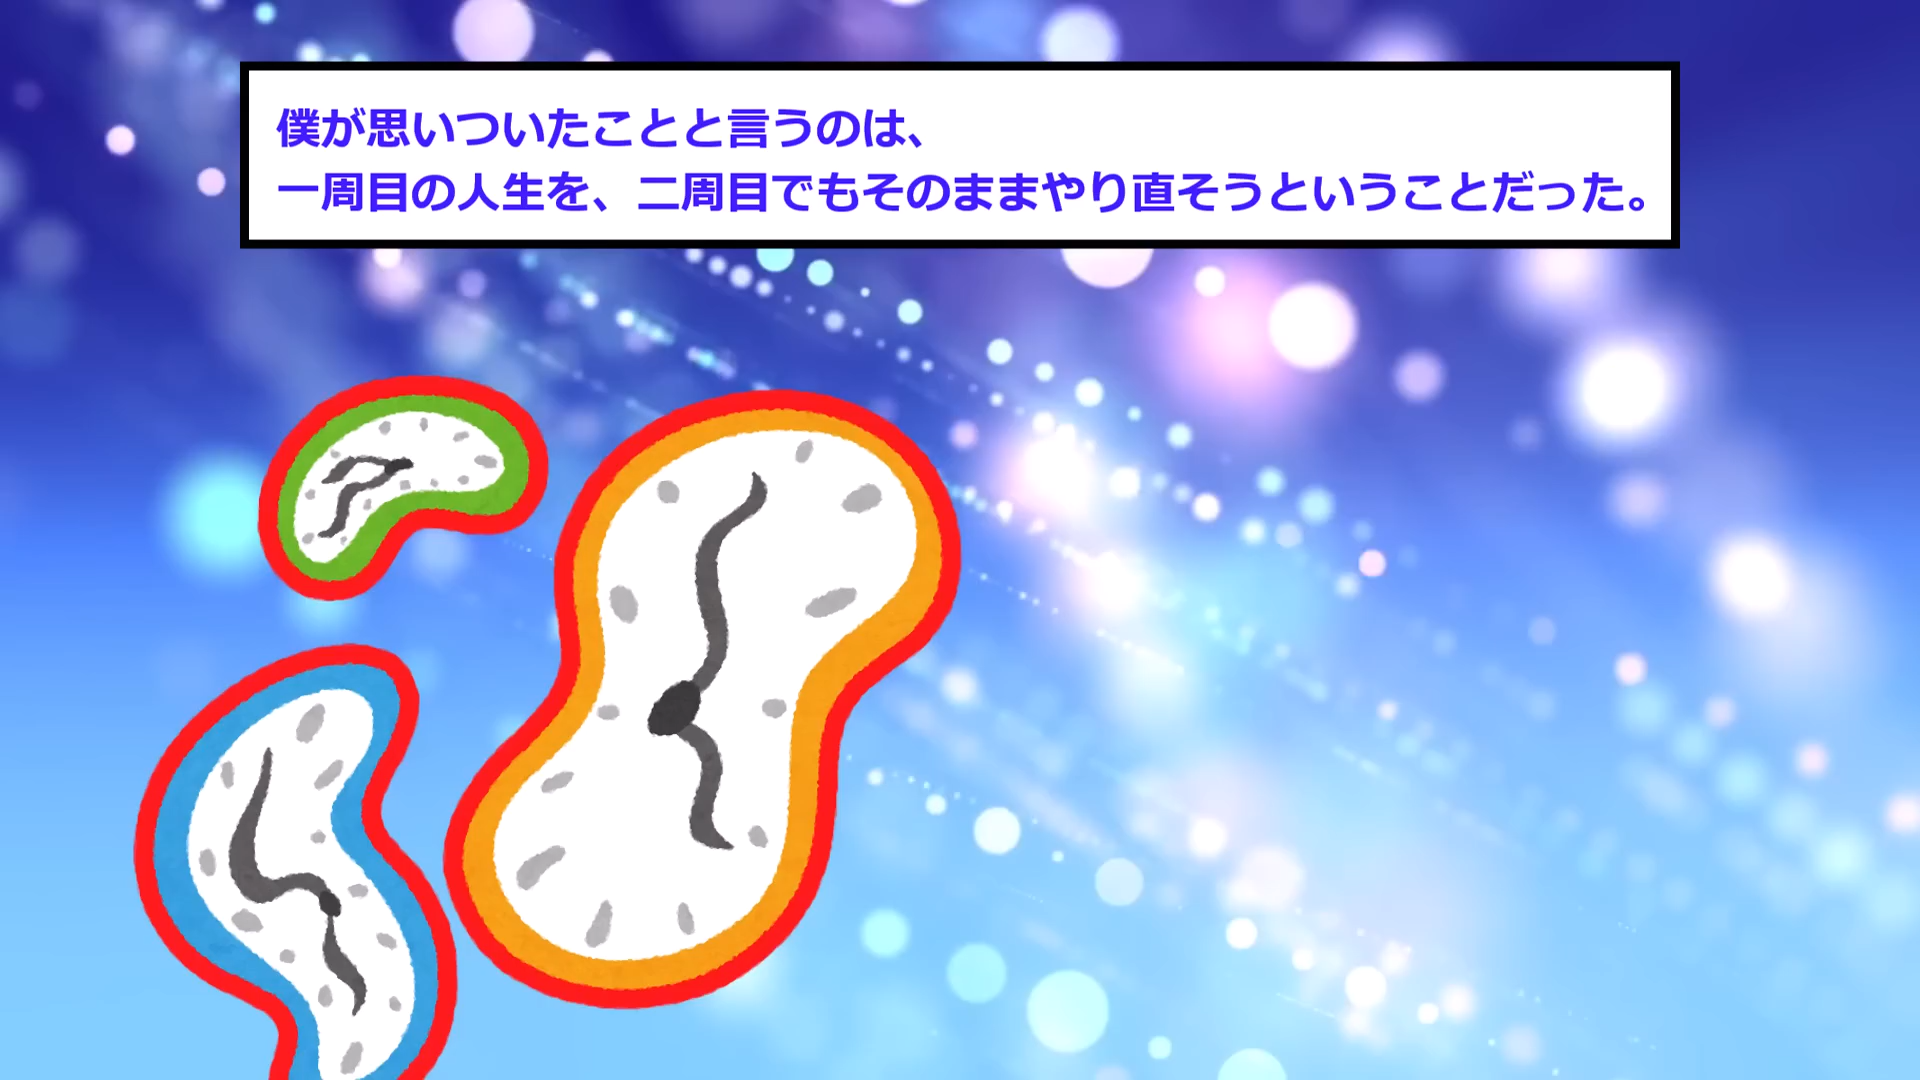 僕が思いついたことと言うのは、
一周目の人生を、二周目でもそのままやり直そうということだった。